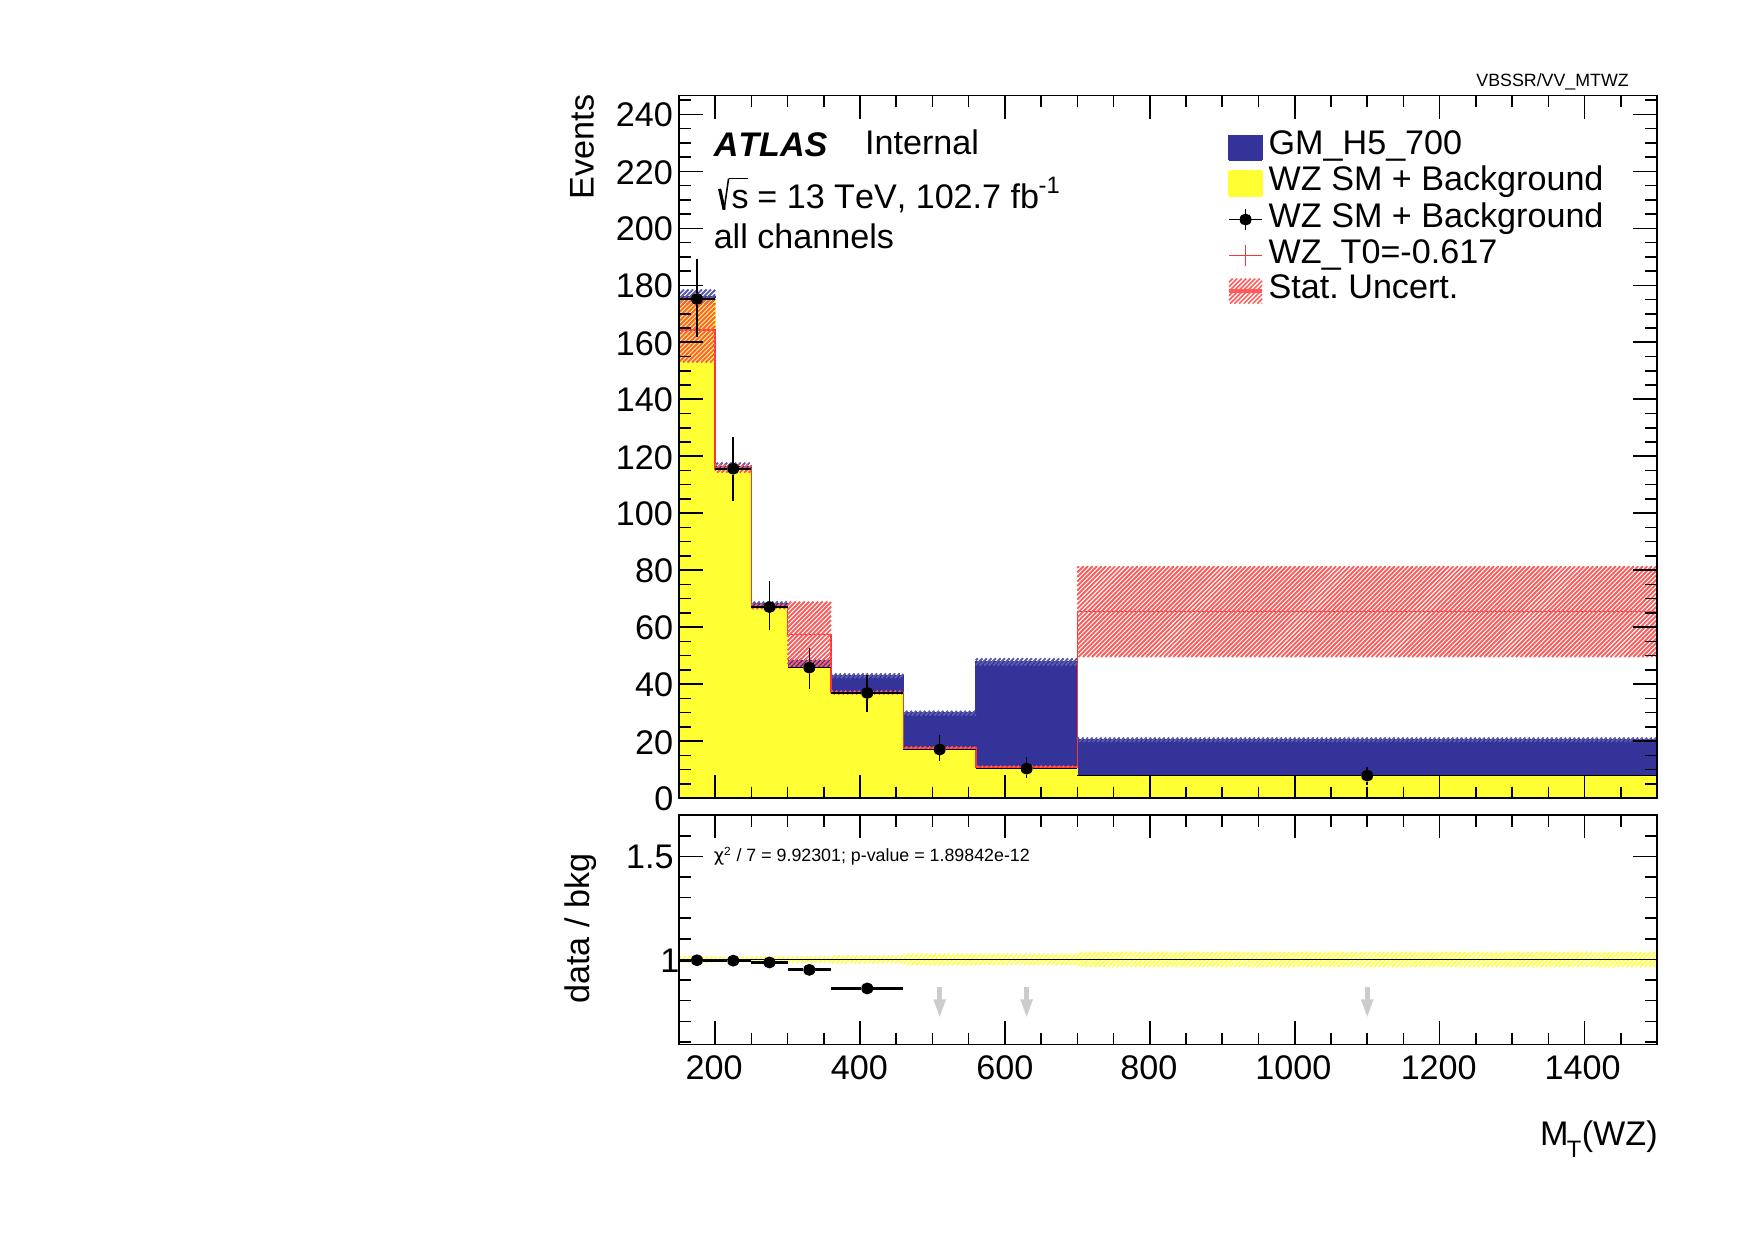 VBSSR/VV_MTWZ
Events
240
220
200
180
160
140
120
100
80
60
40
20
0
ATLAS Internal
√s = 13 TeV, 102.7 fb⁻¹
all channels
GM_H5_700
WZ SM + Background
WZ SM + Background
WZ_T0=-0.617
Stat. Uncert.
data / bkg
1.5
1
χ² / 7 = 9.92301; p-value = 1.89842e-12
200 400 600 800 1000 1200 1400
M_T(WZ)